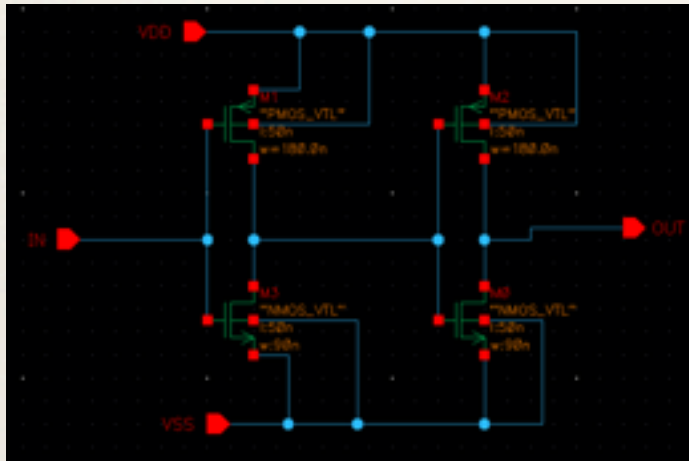 VDD
M1
"PMOS_VTL"
l:50n
w=180.0n
M2
"PMOS_VTL"
l:50n
w=180.0n
IN
OUT
M3
"NMOS_VTL"
l:50n
w:90n
"NMOS_VTL"
l:50n
w:90n
VSS